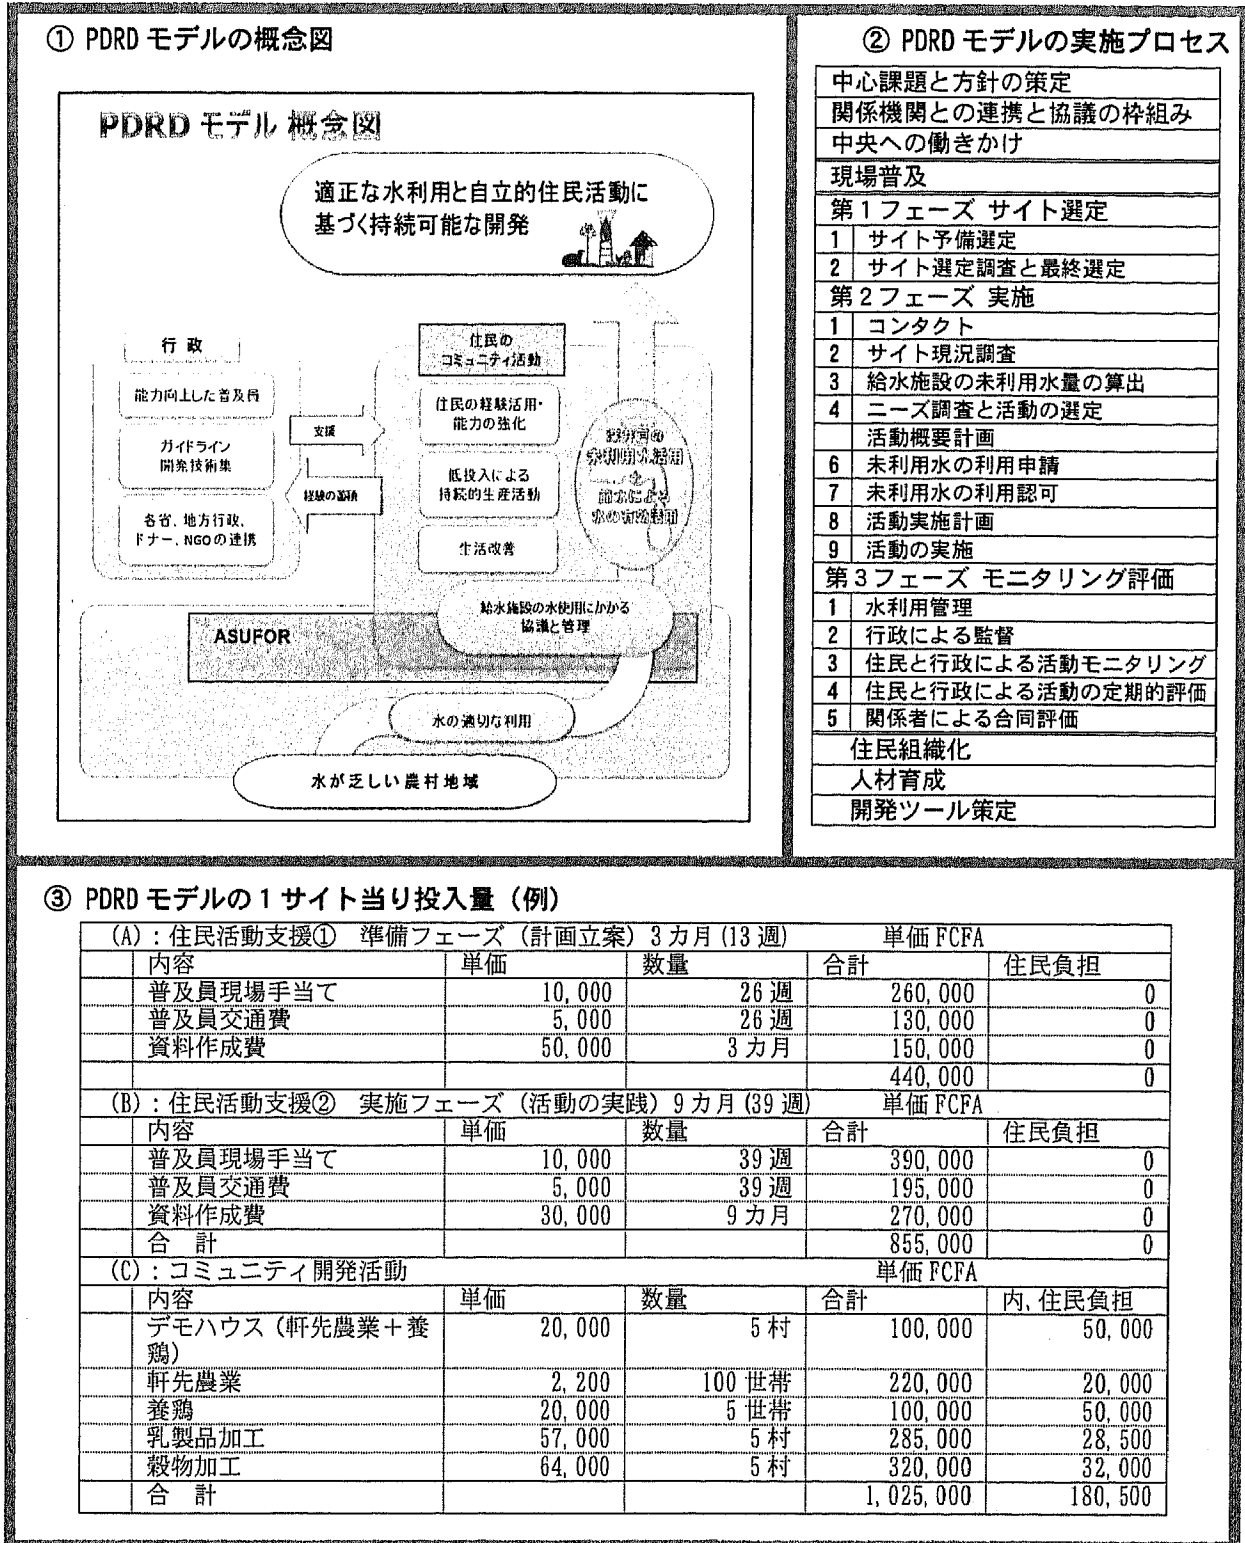 ① PDRD モデルの概念図
PDRD モデル 概念図
適正な水利用と自立的住民活動に
基づく持続可能な開発
行 政
能力向上した普及員
ガイドライン
開発技術集
各省、地方行政、
ドナー、NGOの連携
支援
経験の蓄積
住民の
コミュニティ活動
住民の経験活用・
能力の強化
低投入による
持続的生産活動
生活改善
未利用水活用
と
節水による
水の有効活用
給水施設の水使用にかかる
協議と管理
ASUFOR
水の適切な利用
水が乏しい農村地域
② PDRD モデルの実施プロセス
中心課題と方針の策定
関係機関との連携と協議の枠組み
中央への働きかけ
現場普及
第1フェーズ サイト選定
1 サイト予備選定
2 サイト選定調査と最終選定
第2フェーズ 実施
1 コンタクト
2 サイト現況調査
3 給水施設の未利用水量の算出
4 ニーズ調査と活動の選定
活動概要計画
6 未利用水の利用申請
7 未利用水の利用認可
8 活動実施計画
9 活動の実施
第3フェーズ モニタリング評価
1 水利用管理
2 行政による監督
3 住民と行政による活動モニタリング
4 住民と行政による活動の定期的評価
5 関係者による合同評価
住民組織化
人材育成
開発ツール策定
③ PDRD モデルの1サイト当り投入量（例）
(A)：住民活動支援① 準備フェーズ（計画立案）3カ月(13週) 単価 FCFA
内容 単価 数量 合計 住民負担
普及員現場手当て 10,000 26週 260,000 0
普及員交通費 5,000 26週 130,000 0
資料作成費 50,000 3カ月 150,000 0
440,000 0
(B)：住民活動支援② 実施フェーズ（活動の実践）9カ月(39週) 単価 FCFA
内容 単価 数量 合計 住民負担
普及員現場手当て 10,000 39週 390,000 0
普及員交通費 5,000 39週 195,000 0
資料作成費 30,000 9カ月 270,000 0
合 計 855,000 0
(C)：コミュニティ開発活動 単価 FCFA
内容 単価 数量 合計 内,住民負担
デモハウス（軒先農業＋養 20,000 5村 100,000 50,000
鶏）
軒先農業 2,200 100世帯 220,000 20,000
養鶏 20,000 5世帯 100,000 50,000
乳製品加工 57,000 5村 285,000 28,500
穀物加工 64,000 5村 320,000 32,000
合 計 1,025,000 180,500